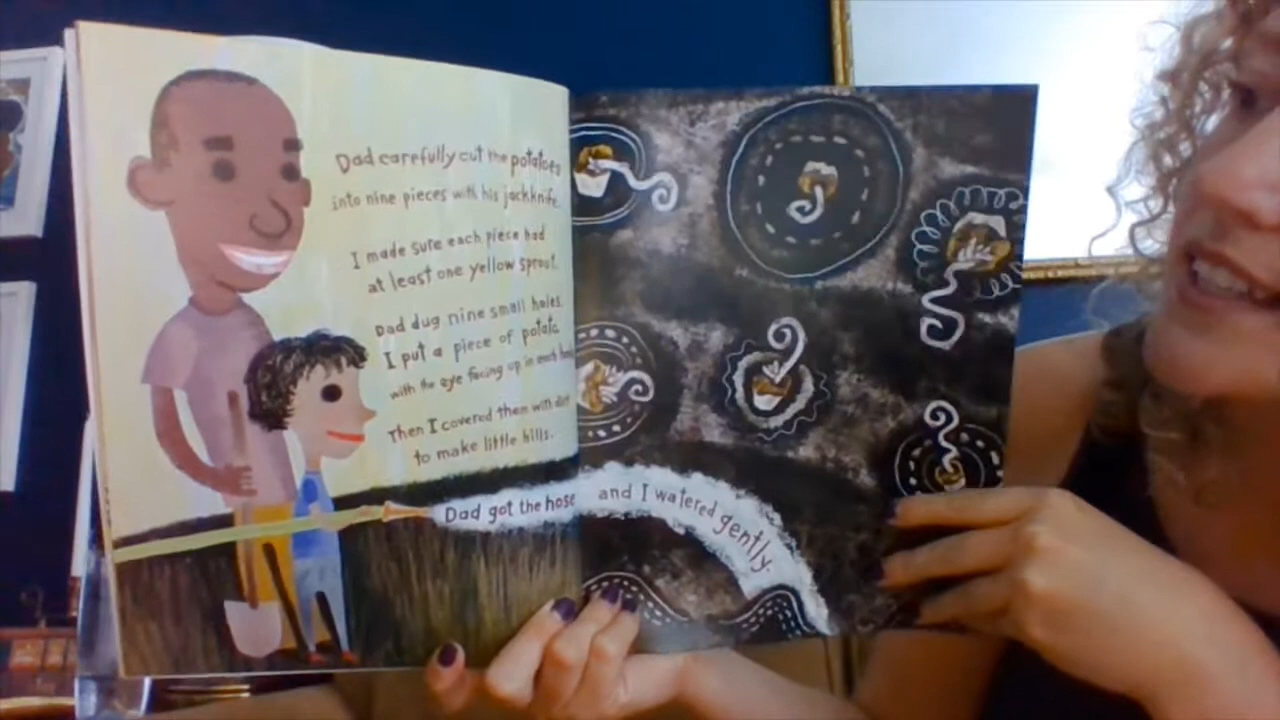 Dad carefully cut the potatoes
into nine pieces with his jackknife.
I made sure each piece had
at least one yellow sprout.
Dad dug nine small holes.
I put a piece of potato
with the eye facing up in each hole.
Then I covered them with dirt
to make little hills.
Dad got the hose and I watered gently.